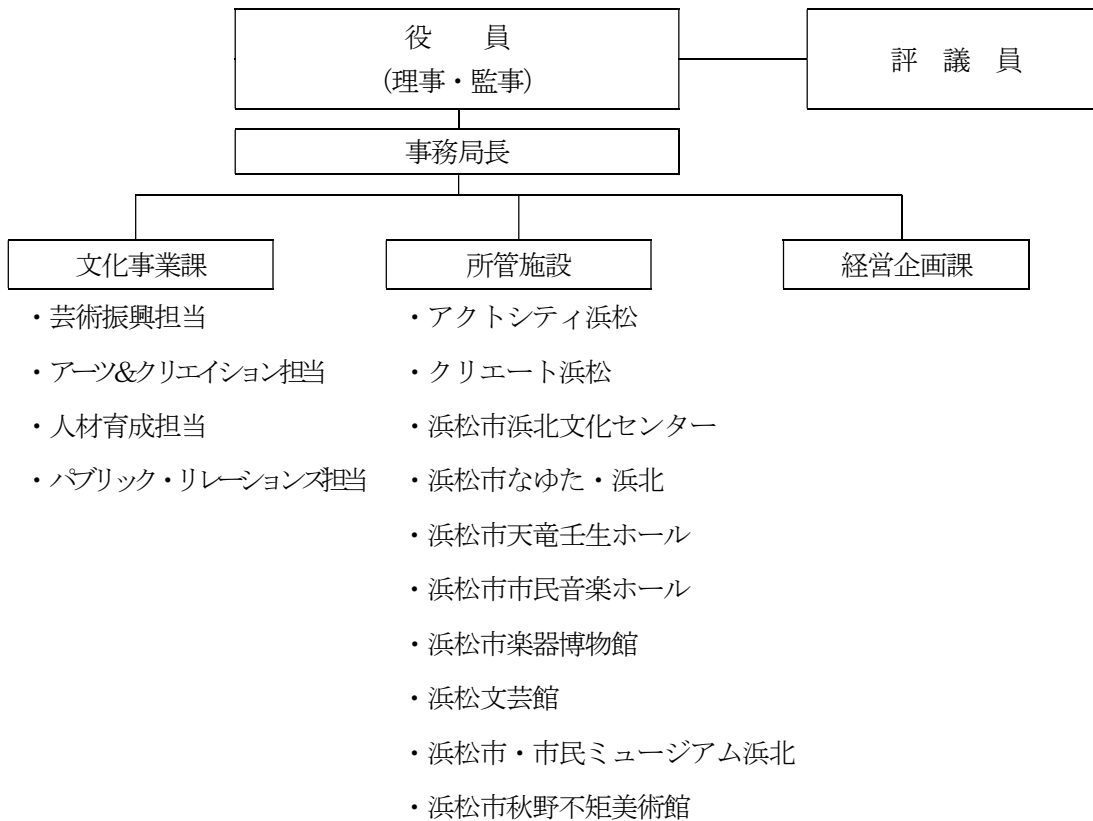 役　員
(理事・監事)
評　議　員
事務局長
文化事業課
・芸術振興担当
・アーツ&クリエイション担当
・人材育成担当
・パブリック・リレーションズ担当
所管施設
・アクトシティ浜松
・クリエート浜松
・浜松市浜北文化センター
・浜松市なゆた・浜北
・浜松市天竜壬生ホール
・浜松市市民音楽ホール
・浜松市楽器博物館
・浜松文芸館
・浜松市・市民ミュージアム浜北
・浜松市秋野不矩美術館
経営企画課